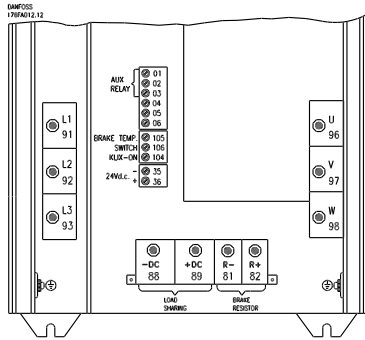 DANFOSS
178FA012.12
AUX
RELAY
01
02
03
04
05
06
BRAKE TEMP.
SWITCH
KLIX-ON
105
106
104
24Vd.c.
- 35
+ 36
L1
91
L2
92
L3
93
U
96
V
97
W
98
-DC
88
+DC
89
R-
81
R+
82
LOAD
SHARING
BRAKE
RESISTOR